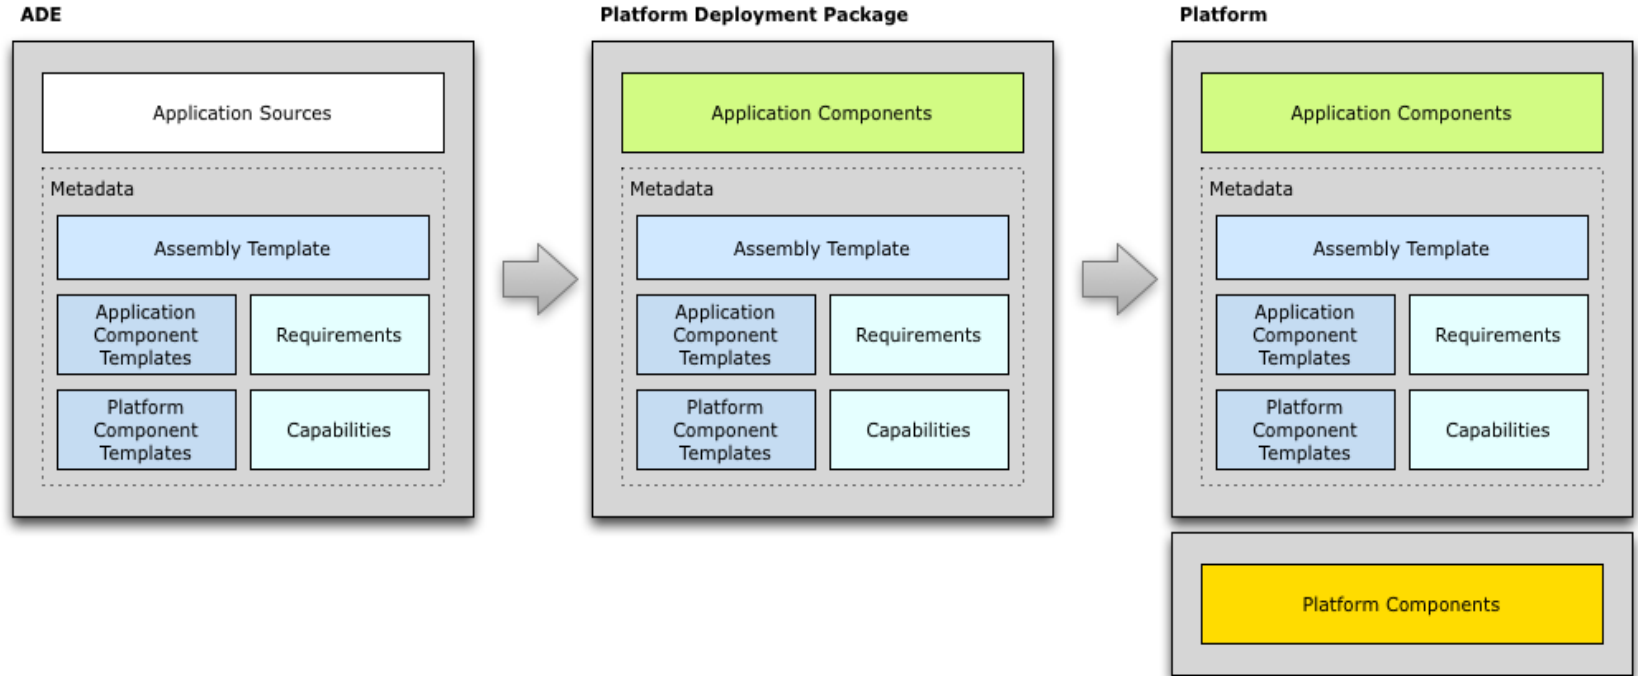 ADE
Application Sources
Metadata
Assembly Template
Application
Component
Templates
Requirements
Platform
Component
Templates
Capabilities
Platform Deployment Package
Application Components
Metadata
Assembly Template
Application
Component
Templates
Requirements
Platform
Component
Templates
Capabilities
Platform
Application Components
Metadata
Assembly Template
Application
Component
Templates
Requirements
Platform
Component
Templates
Capabilities
Platform Components